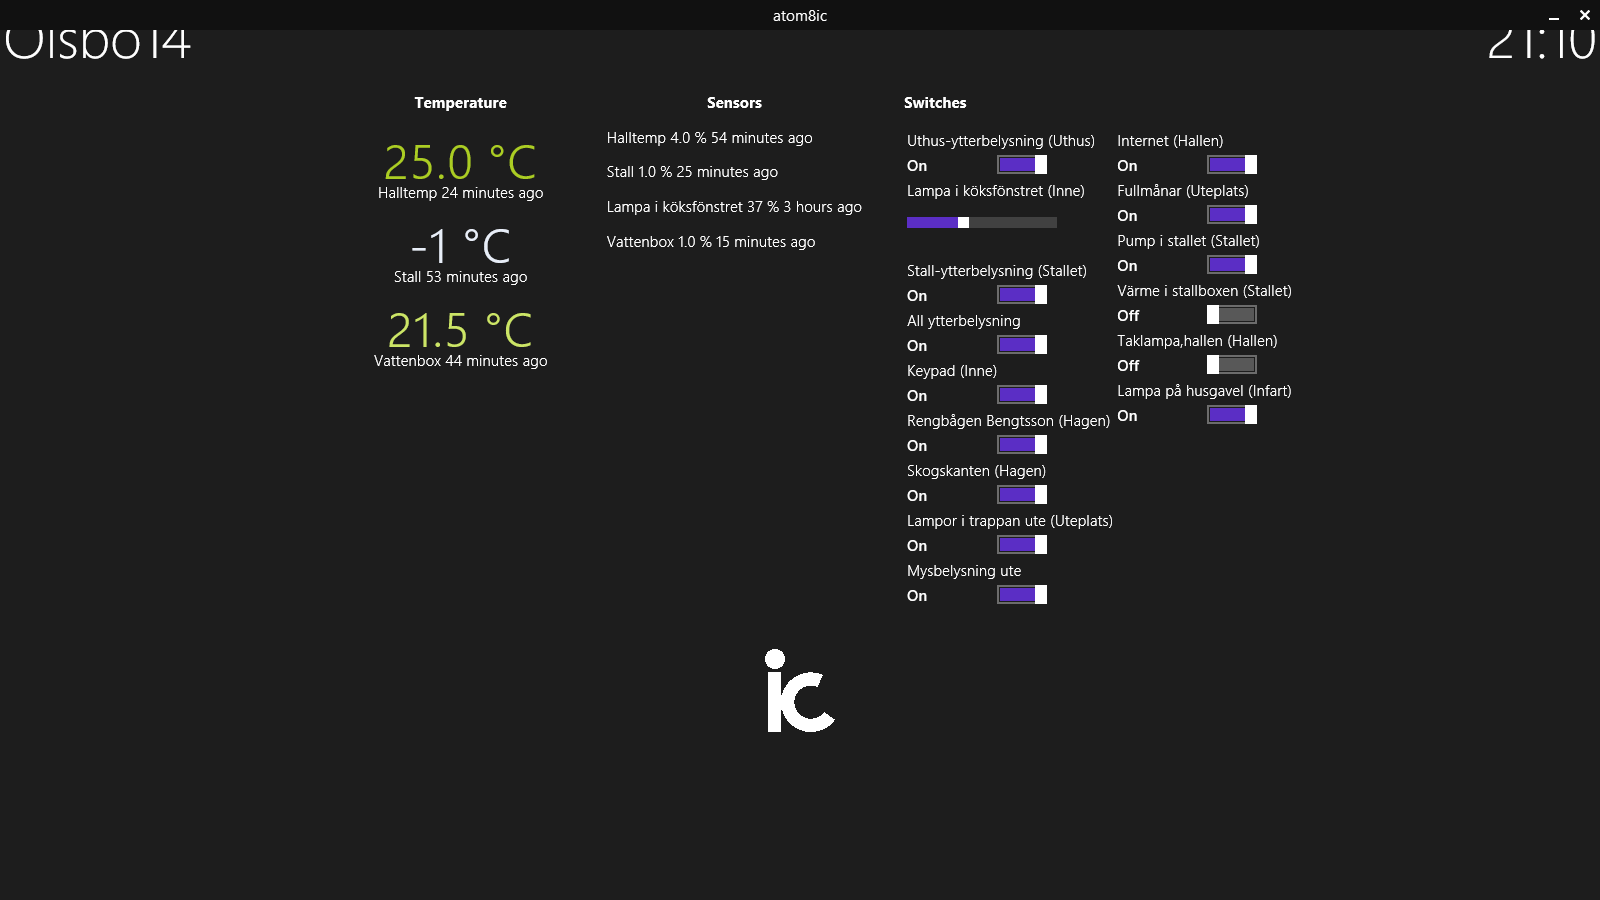 atom8ic
Olsbo14
21:10
Temperature
25.0 °C
Halltemp 24 minutes ago
-1 °C
Stall 53 minutes ago
21.5 °C
Vattenbox 44 minutes ago
Sensors
Halltemp 4.0 % 54 minutes ago
Stall 1.0 % 25 minutes ago
Lampa i köksfönstret 37 % 3 hours ago
Vattenbox 1.0 % 15 minutes ago
Switches
Uthus-ytterbelysning (Uthus)
On
Lampa i köksfönstret (Inne)
Stall-ytterbelysning (Stallet)
On
All ytterbelysning
On
Keypad (Inne)
On
Rengbågen Bengtsson (Hagen)
On
Skogskanten (Hagen)
On
Lampor i trappan ute (Uteplats)
On
Mysbelysning ute
On
Internet (Hallen)
On
Fullmånar (Uteplats)
On
Pump i stallet (Stallet)
On
Värme i stallboxen (Stallet)
Off
Taklampa,hallen (Hallen)
Off
Lampa på husgavel (Infart)
On
ic